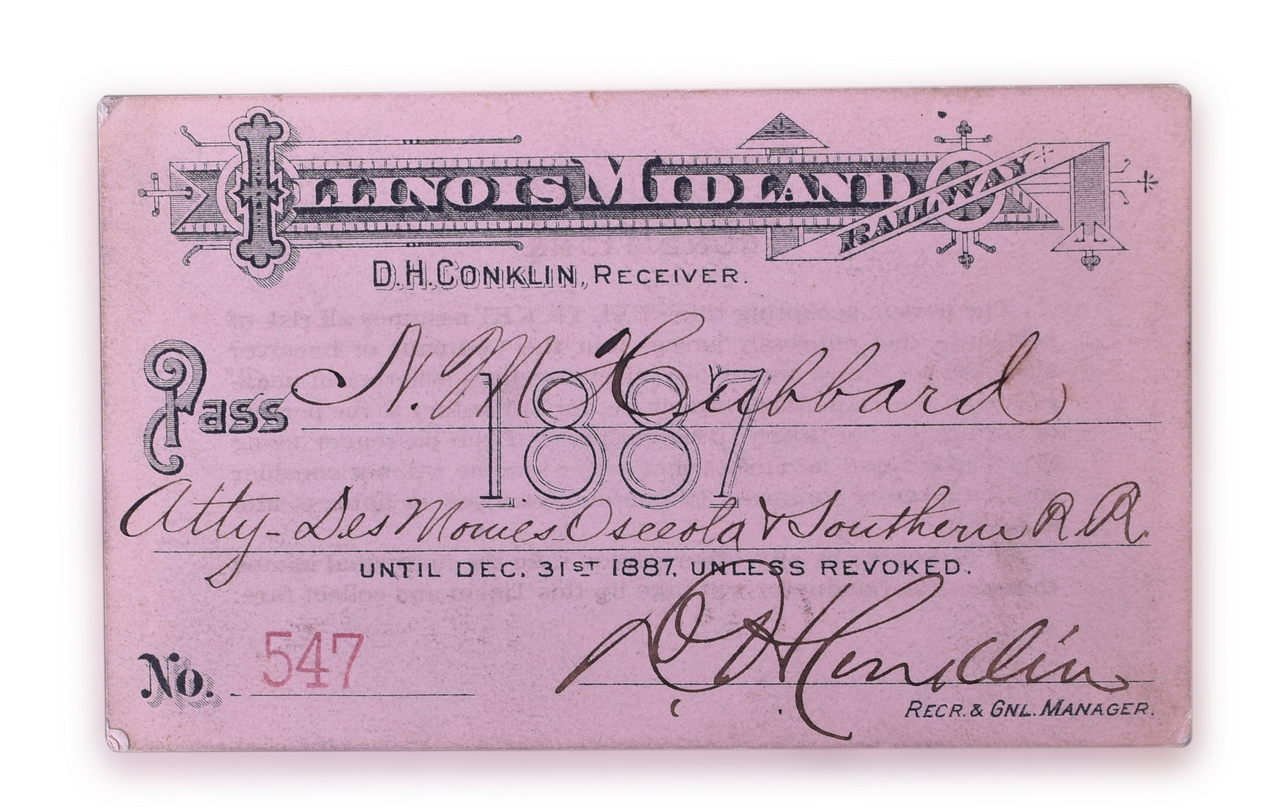 ILLINOIS MIDLAND RAILWAY
D.H. CONKLIN, RECEIVER.
Pass N. M. Hubbard
1887
Atty - Des Moines Osceola & Southern R. R.
UNTIL DEC. 31ST 1887, UNLESS REVOKED.
D H Conklin
No. 547
RECR. & GNL. MANAGER.